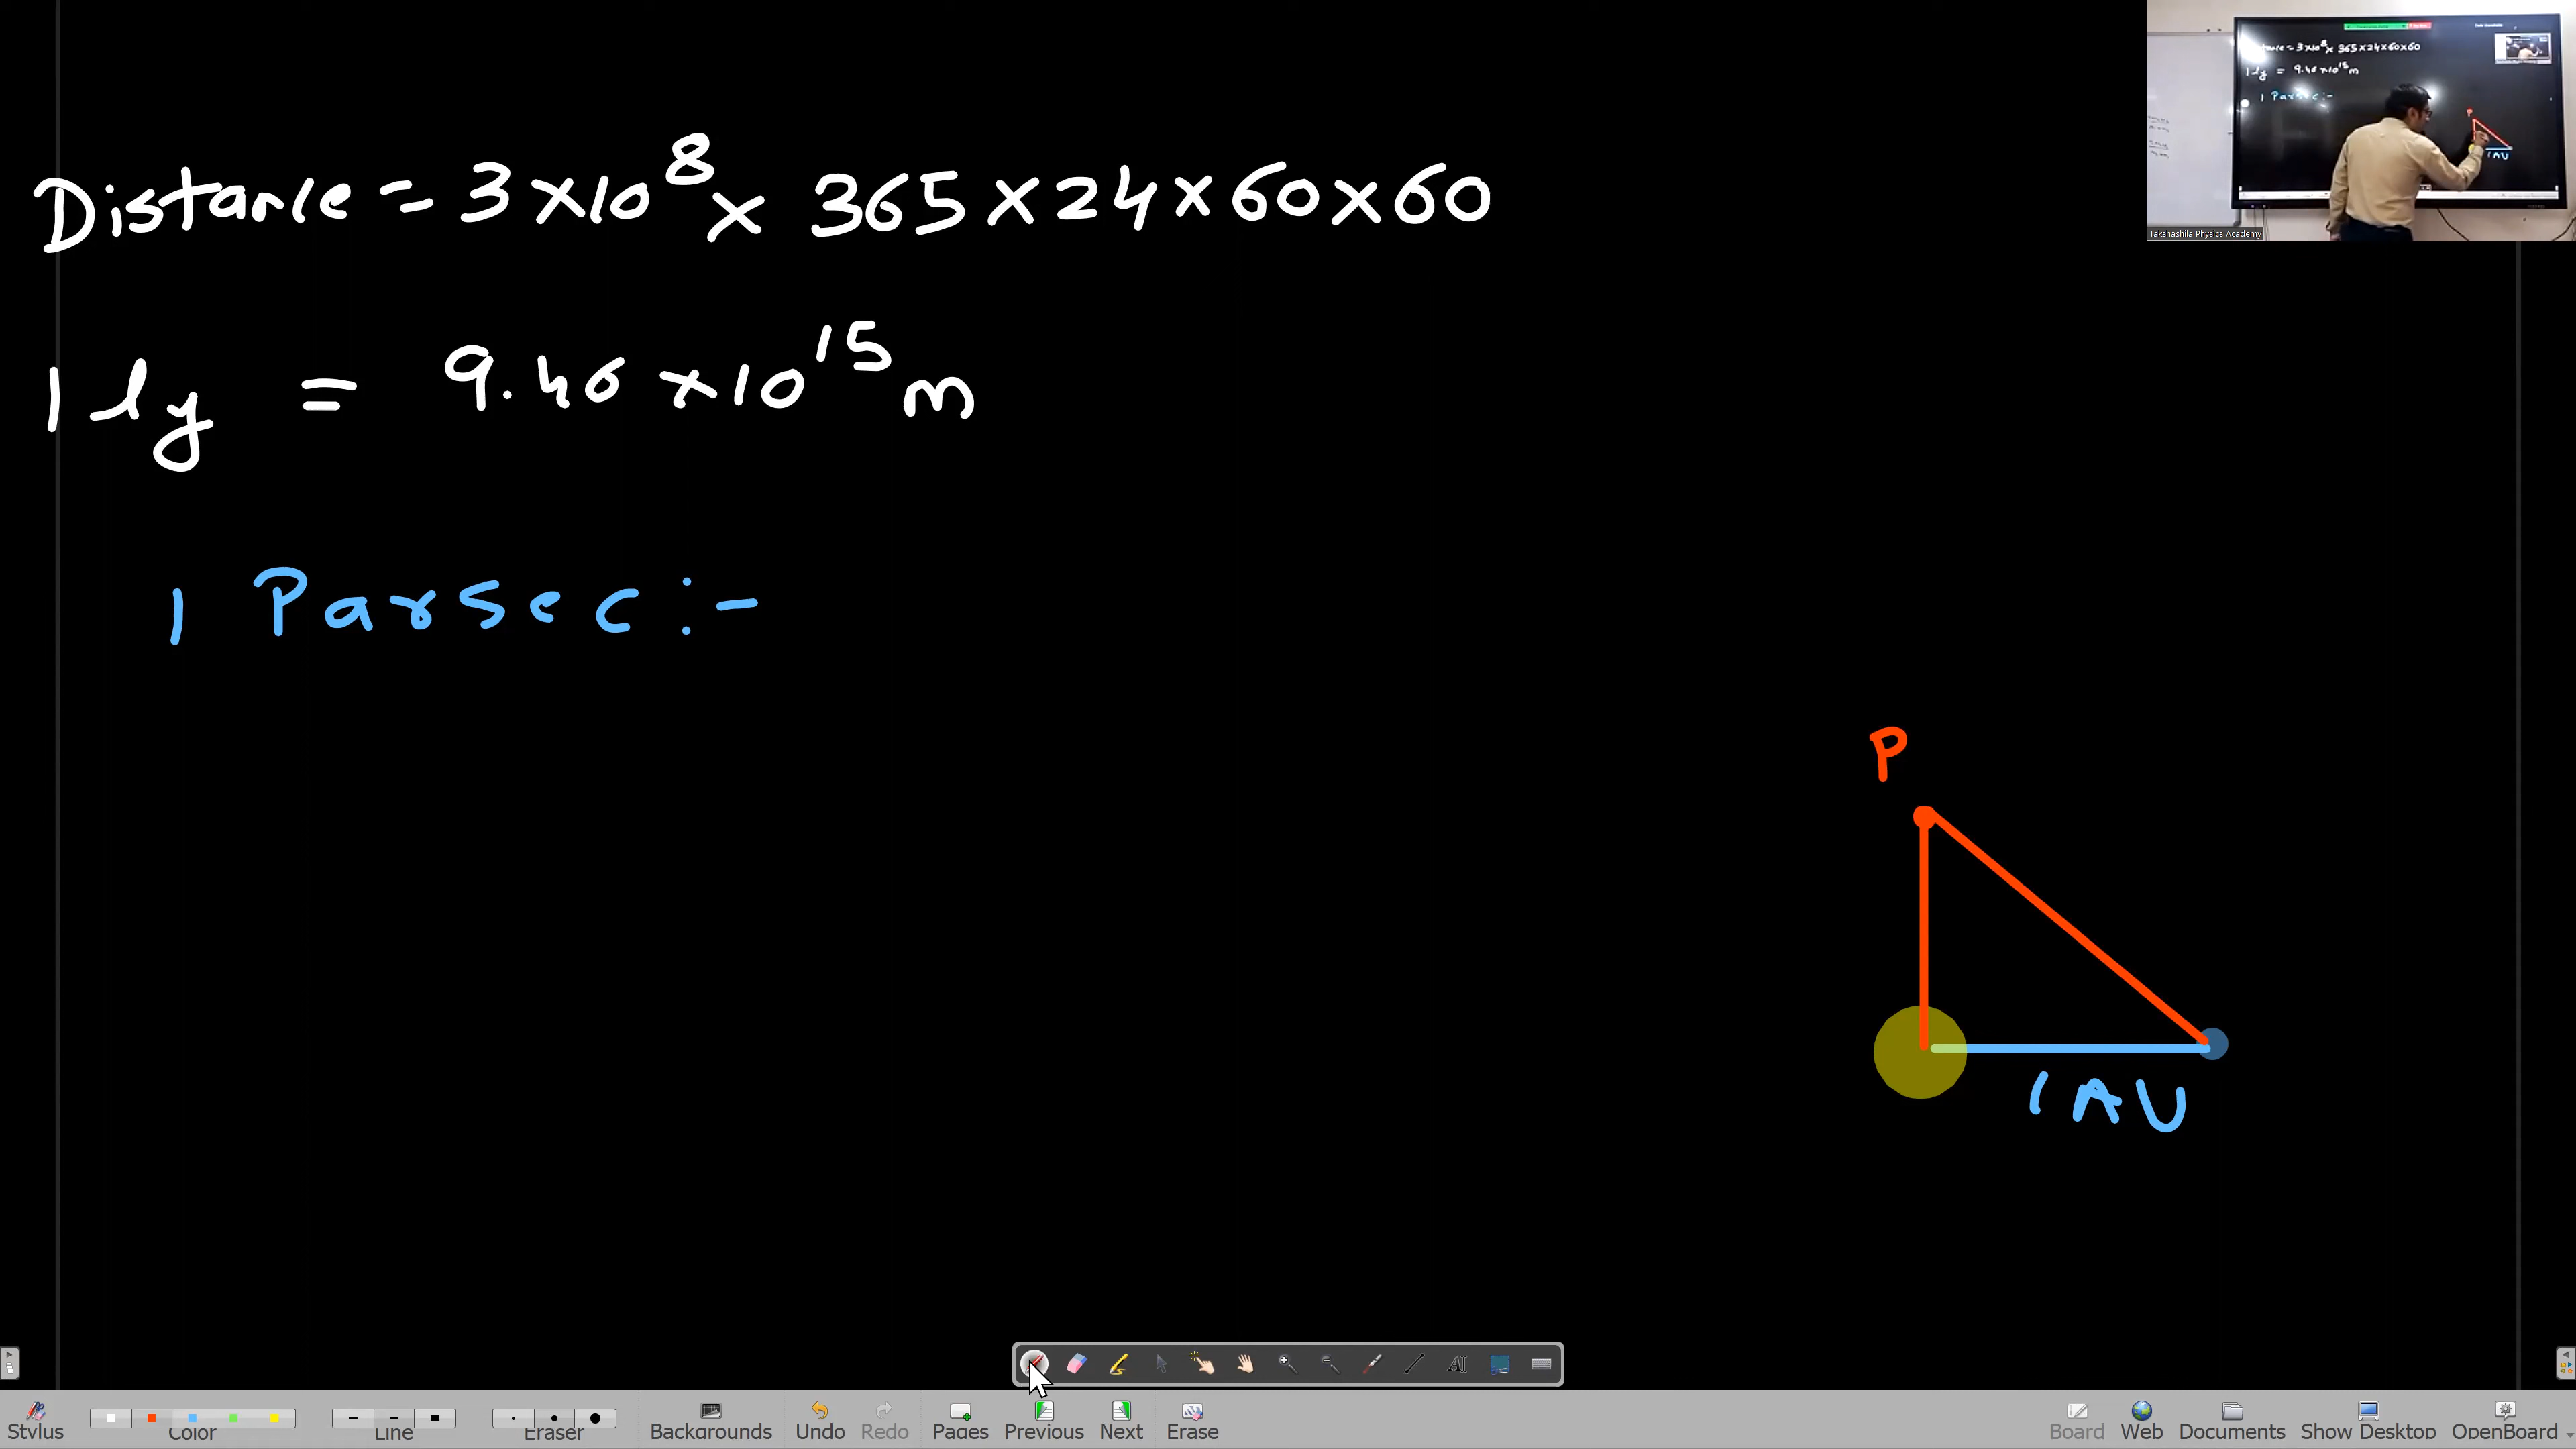 Distance = 3×10⁸ × 365×24×60×60
1 ly = 9.46 ×10¹⁵ m
1 Parsec :-
P
1 AU
Takshashila Physics Academy
Stylus
Color
Line
Eraser
Backgrounds
Undo
Redo
Pages
Previous
Next
Erase
Board
Web
Documents
Show Desktop
OpenBoard